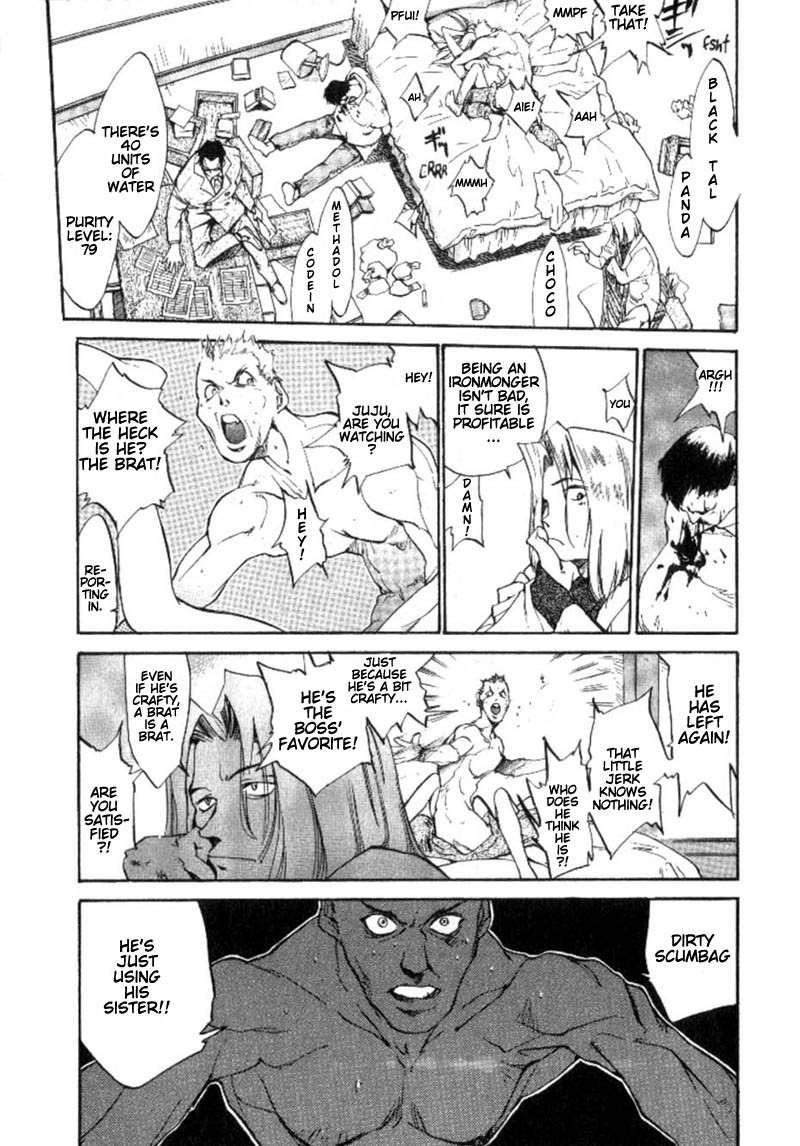 TAKE
THAT!
fsht
MMPF
PFUI!
AH
AIE!
AAH
CRRR
MMMH
BLACK TAL
PANDA
CHOCO
METHADOL
CODEIN
THERE'S
40
UNITS
OF
WATER
PURITY
LEVEL:
79
ARGH
!!!
YOU
BEING AN
IRONMONGER
ISN'T BAD,
IT SURE IS
PROFITABLE
...
DAMN!
HEY!
JUJU,
ARE YOU
WATCHING
?
HEY!
WHERE
THE HECK
IS HE?
THE BRAT!
RE-
PORTING
IN.
HE
HAS
LEFT
AGAIN!
THAT
LITTLE
JERK
KNOWS
NOTHING!
WHO
DOES
HE
THINK
HE
IS
?!
JUST
BECAUSE
HE'S A BIT
CRAFTY...
HE'S
THE
BOSS'
FAVORITE!
EVEN
IF HE'S
CRAFTY,
A BRAT
IS A
BRAT.
ARE
YOU
SATIS-
FIED
?!
DIRTY
SCUMBAG
HE'S
JUST
USING
HIS
SISTER!!